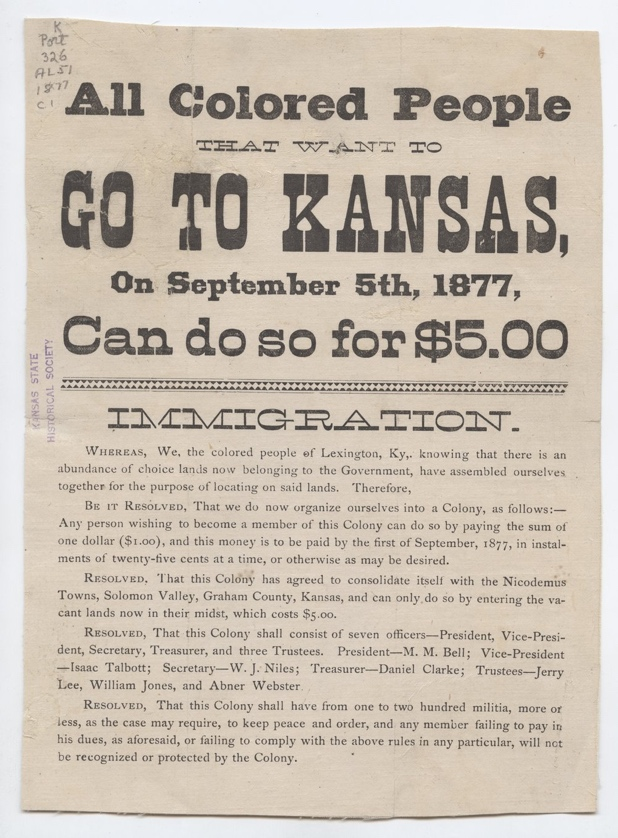 K
Port
326
AL51
1877
C1
All Colored People
THAT WANT TO
GO TO KANSAS,
On September 5th, 1877,
Can do so for $5.00
KANSAS STATE
HISTORICAL SOCIETY
IMMIGRATION.
WHEREAS, We, the colored people of Lexington, Ky,. knowing that there is an
abundance of choice lands now belonging to the Government, have assembled ourselves
together for the purpose of locating on said lands. Therefore,
BE IT RESOLVED, That we do now organize ourselves into a Colony, as follows:—
Any person wishing to become a member of this Colony can do so by paying the sum of
one dollar ($1.00), and this money is to be paid by the first of September, 1877, in instal-
ments of twenty-five cents at a time, or otherwise as may be desired.
RESOLVED, That this Colony has agreed to consolidate itself with the Nicodemus
Towns, Solomon Valley, Graham County, Kansas, and can only do so by entering the va-
cant lands now in their midst, which costs $5.00.
RESOLVED, That this Colony shall consist of seven officers—President, Vice-Presi-
dent, Secretary, Treasurer, and three Trustees. President—M. M. Bell; Vice-President
—Isaac Talbott; Secretary—W. J. Niles; Treasurer—Daniel Clarke; Trustees—Jerry
Lee, William Jones, and Abner Webster.
RESOLVED, That this Colony shall have from one to two hundred militia, more or
less, as the case may require, to keep peace and order, and any member failing to pay in
his dues, as aforesaid, or failing to comply with the above rules in any particular, will not
be recognized or protected by the Colony.